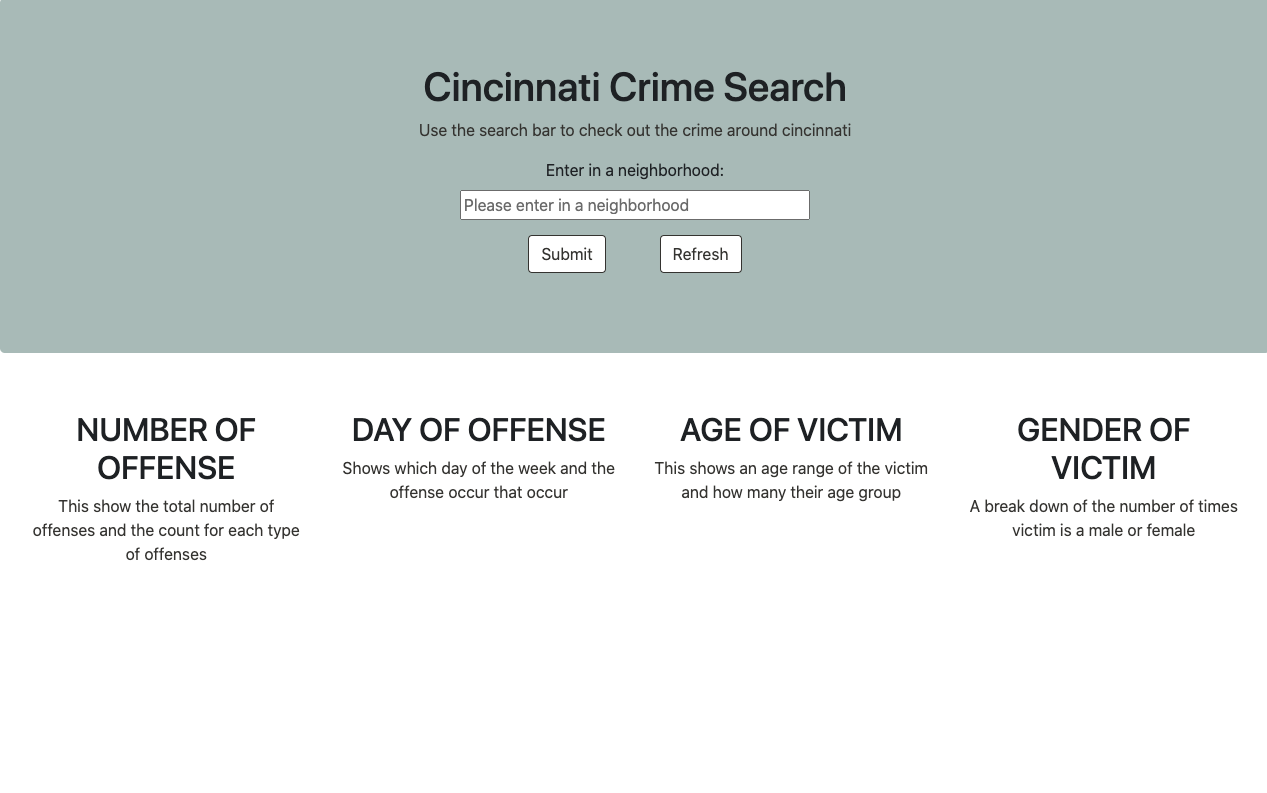 Cincinnati Crime Search
Use the search bar to check out the crime around cincinnati
Enter in a neighborhood:
Please enter in a neighborhood
Submit
Refresh
NUMBER OF
OFFENSE
This show the total number of
offenses and the count for each type
of offenses
DAY OF OFFENSE
Shows which day of the week and the
offense occur that occur
AGE OF VICTIM
This shows an age range of the victim
and how many their age group
GENDER OF
VICTIM
A break down of the number of times
victim is a male or female